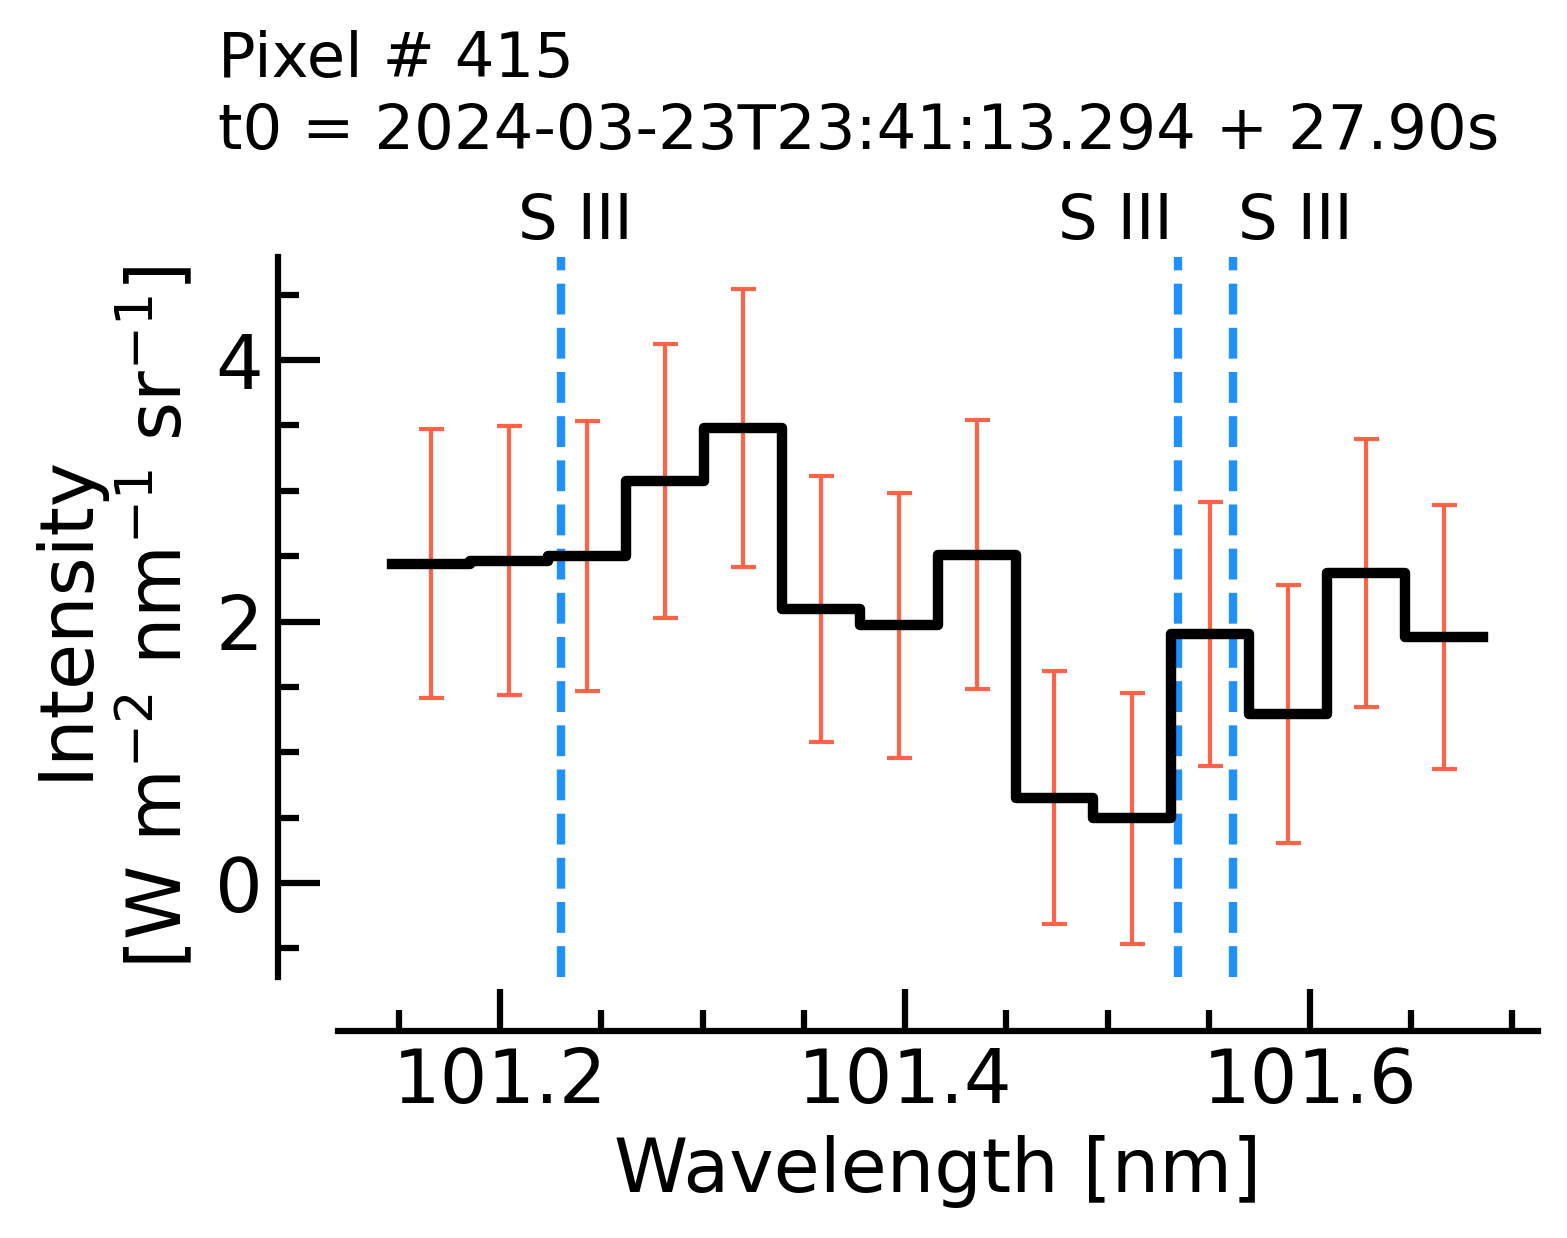 Pixel # 415
t0 = 2024-03-23T23:41:13.294 + 27.90s
S III S III S III
Intensity
[W m⁻² nm⁻¹ sr⁻¹]
4
2
0
101.2 101.4 101.6
Wavelength [nm]